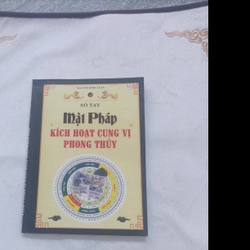 SỔ TAY
Mật Pháp
KÍCH HOẠT CUNG VỊ
PHONG THỦY